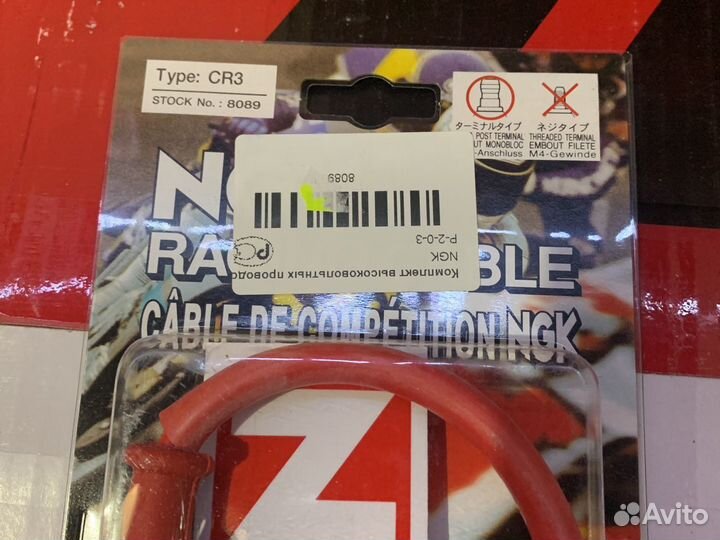 Type: CR3
STOCK No.: 8089
ターミナルタイプ
POST TERMINAL
MONOBLOC
-Anschluss
ネジタイプ
THREADED TERMINAL
EMBOUT FILETE
M4-Gewinde
8089
P-2-0-3
NGK
Комплект высоковольтных проводо
РСТ
CÂBLE DE COMPÉTITION NGK
Avito